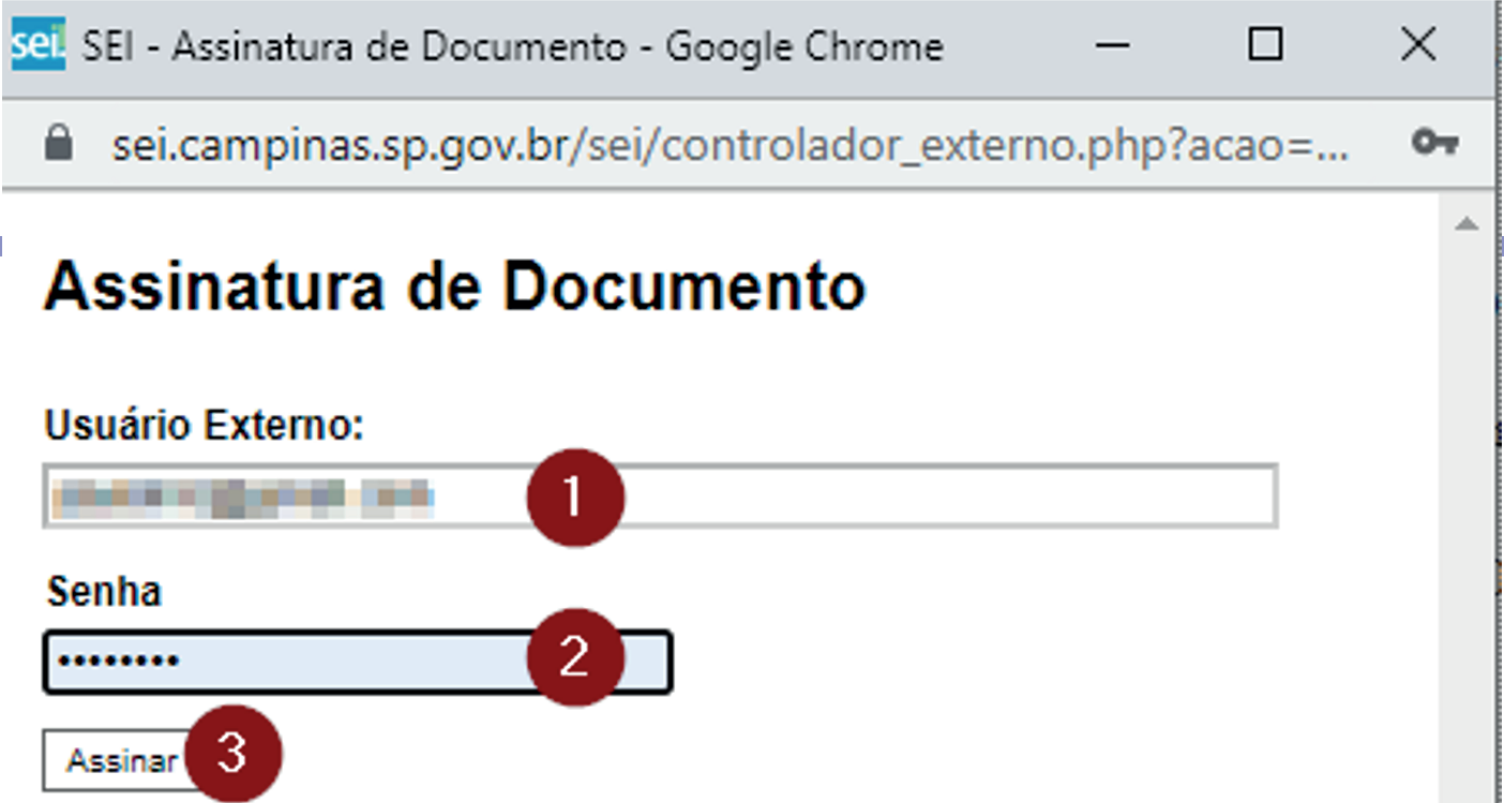 sei. SEI - Assinatura de Documento - Google Chrome
sei.campinas.sp.gov.br/sei/controlador_externo.php?acao=...
Assinatura de Documento
Usuário Externo:
1
Senha
•••••••• 2
Assinar 3